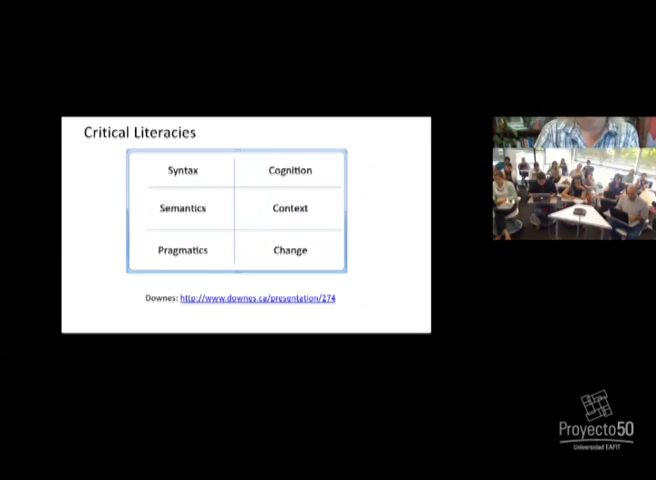 Critical Literacies
Syntax Cognition
Semantics Context
Pragmatics Change
Downes: http://www.downes.ca/presentation/274
Proyecto50
Universidad EAFIT